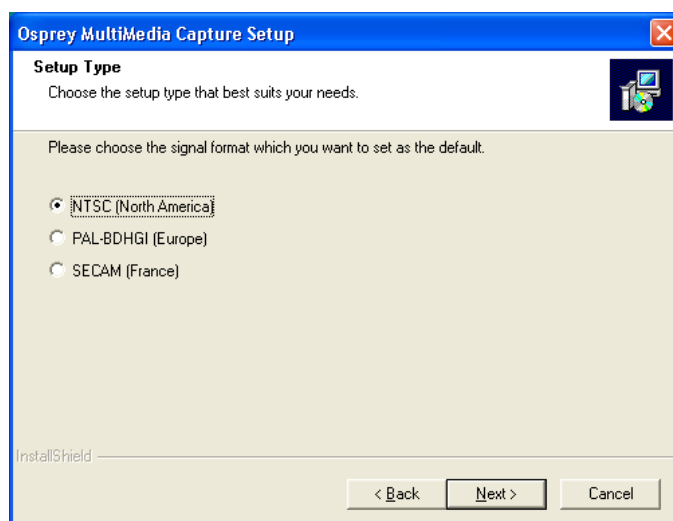 Osprey MultiMedia Capture Setup
Setup Type
Choose the setup type that best suits your needs.
Please choose the signal format which you want to set as the default.
NTSC (North America)
PAL-BDHGI (Europe)
SECAM (France)
InstallShield
< Back Next > Cancel